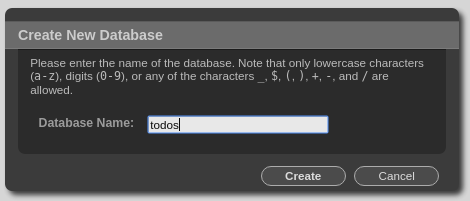 Create New Database
Please enter the name of the database. Note that only lowercase characters
(a-z), digits (0-9), or any of the characters _, $, (, ), +, -, and / are
allowed.
Database Name: todos
Create Cancel